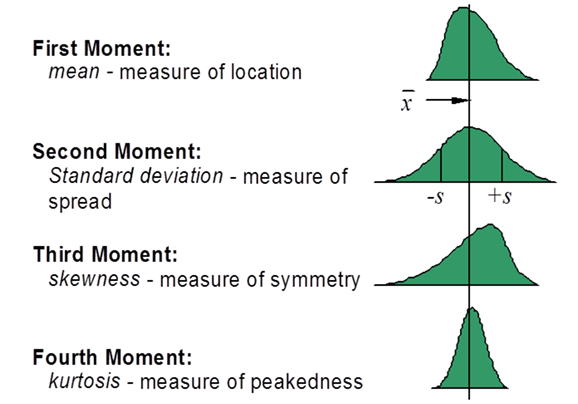 First Moment:
mean - measure of location
x̅
Second Moment:
Standard deviation - measure of
spread
-s +s
Third Moment:
skewness - measure of symmetry
Fourth Moment:
kurtosis - measure of peakedness